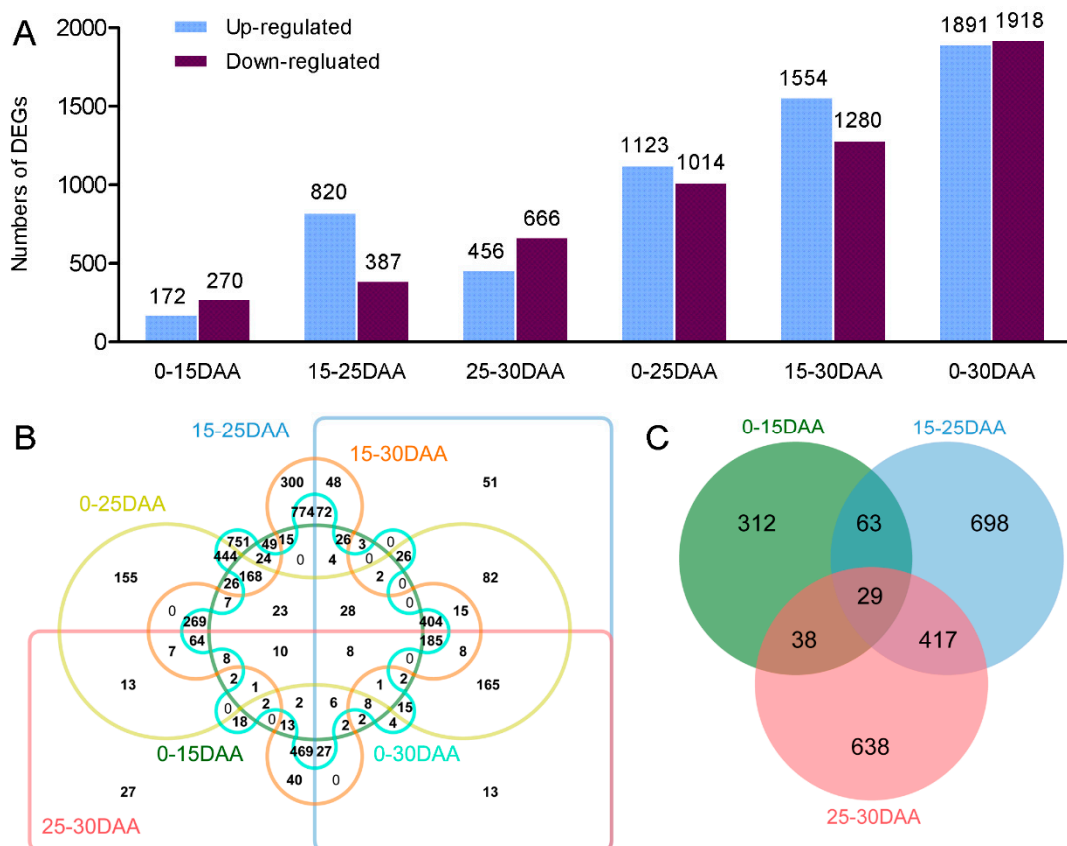 A
Up-regulated
Down-regluated
Numbers of DEGs
2000
1500
1000
500
0
172 270
820 387
456 666
1123 1014
1554 1280
1891 1918
0-15DAA 15-25DAA 25-30DAA 0-25DAA 15-30DAA 0-30DAA
B
15-25DAA
15-30DAA
0-25DAA
300 48 51
774 72
751 49 15 26 3 0
444 24 0 4 0 26
155 26 168 2 0 82
7 0
0 23 28 15
269 404
64 185
7 8 10 8 0 8
13 2 1 1 2 165
0 2 2 6 8 15
18 0 13 2 2 4
0-15DAA 0-30DAA
469 27
40 0
27 13
25-30DAA
C
0-15DAA
15-25DAA
312 63 698
29
38 417
638
25-30DAA